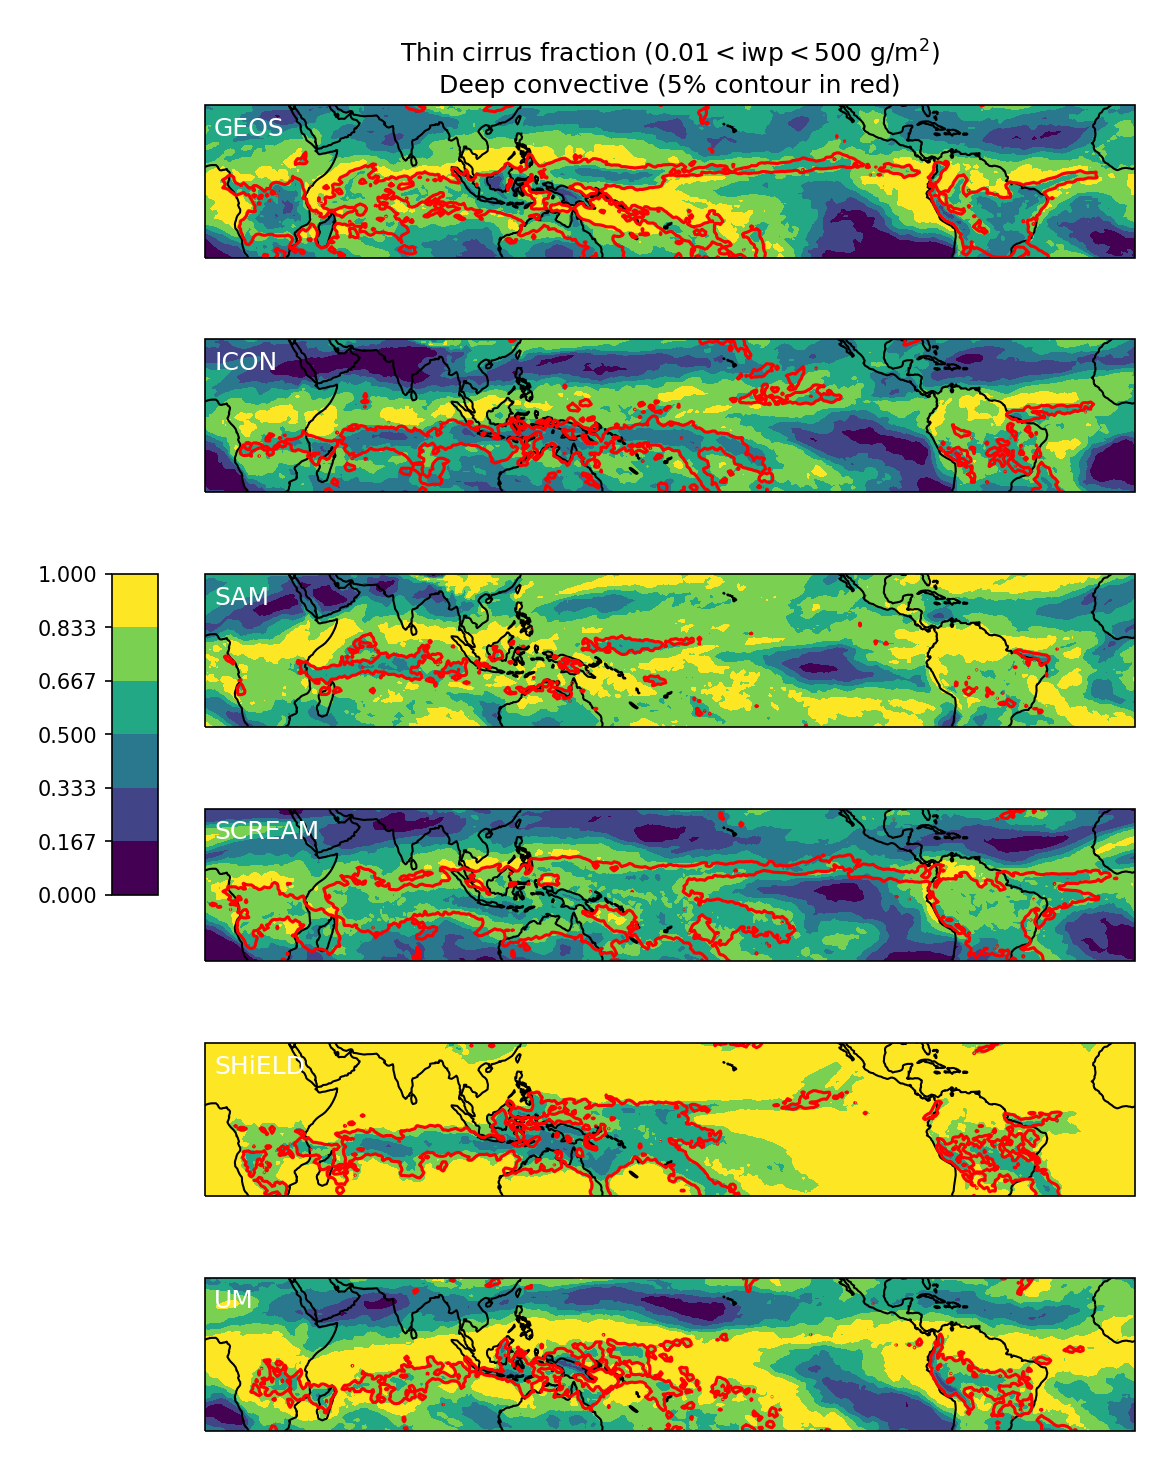 Thin cirrus fraction (0.01 < iwp < 500 g/m²)
Deep convective (5% contour in red)
GEOS
ICON
SAM
1.000
0.833
0.667
0.500
0.333
0.167
0.000
SCREAM
SHiELD
UM